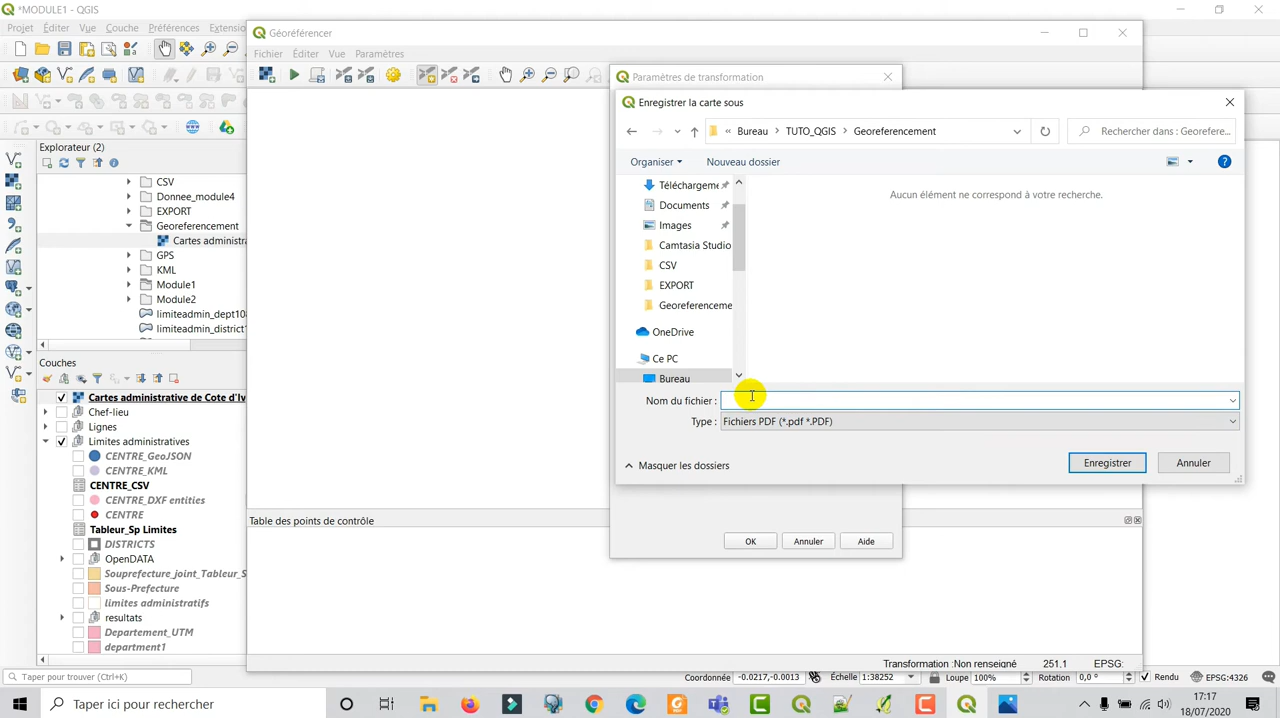 *MODULE1 - QGIS
Projet Éditer Vue Couche Préférences Extension
Explorateur (2)
CSV
Donnee_module4
EXPORT
Georeferencement
Cartes administra
GPS
KML
Module1
Module2
limiteadmin_dept108
limiteadmin_district1
Couches
Cartes administrative de Cote d'Iv
Chef-lieu
Lignes
Limites administratives
CENTRE_GeoJSON
CENTRE_KML
CENTRE_CSV
CENTRE_DXF entities
CENTRE
Tableur_Sp Limites
DISTRICTS
OpenDATA
Souprefecture_joint_Tableur_S
Sous-Prefecture
limites administratifs
resultats
Departement_UTM
department1
Géoréférencer
Fichier Éditer Vue Paramètres
Table des points de contrôle
Transformation :Non renseigné 251,1 EPSG:
Paramètres de transformation
OK Annuler Aide
Enregistrer la carte sous
« Bureau > TUTO_QGIS > Georeferencement
Rechercher dans : Georefere...
Organiser Nouveau dossier
Aucun élément ne correspond à votre recherche.
Téléchargeme
Documents
Images
Camtasia Studio
CSV
EXPORT
Georeferenceme
OneDrive
Ce PC
Bureau
Nom du fichier :
Type : Fichiers PDF (*.pdf *.PDF)
Masquer les dossiers
Enregistrer Annuler
Taper pour trouver (Ctrl+K)
Coordonnée -0.0217,-0.0013 Échelle 1:38252 Loupe 100% Rotation 0,0 ° Rendu EPSG:4326
Taper ici pour rechercher
17:17
18/07/2020